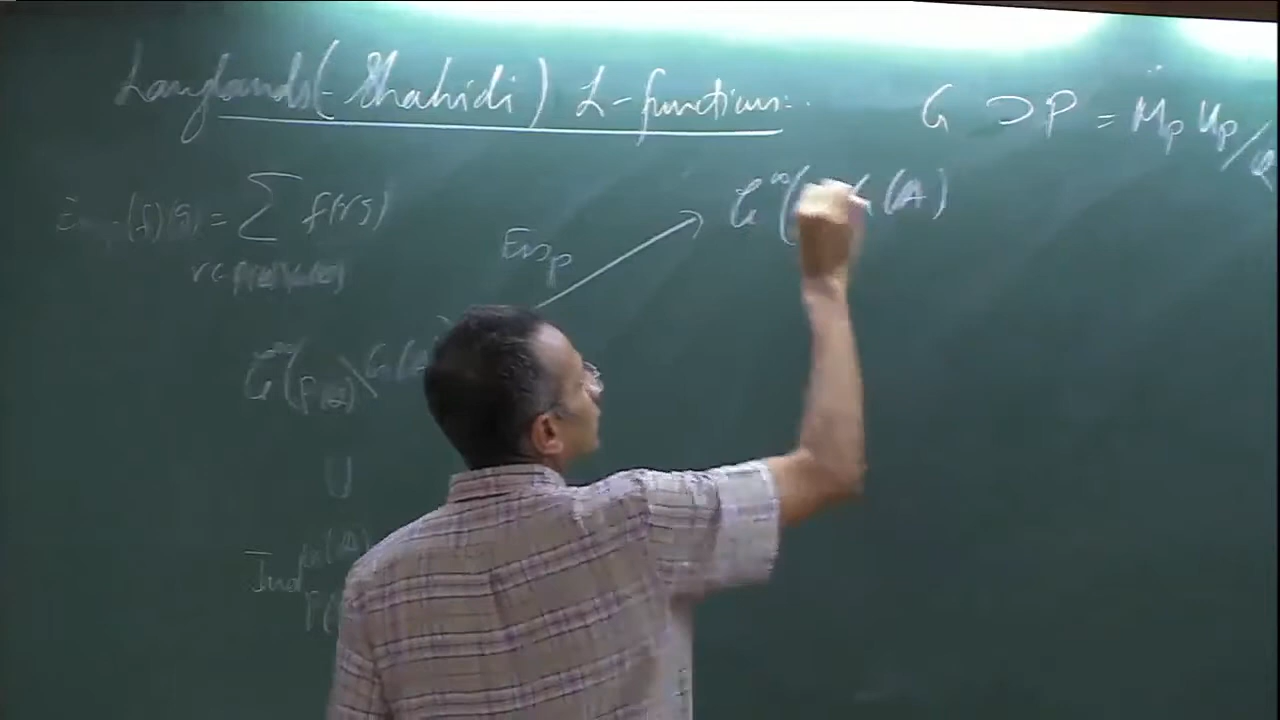 Langlands(-Shahidi) L-functions:
G ⊃ P = M_P U_P/Q
Eis_P (f)(g) = ∑ f(γg)
γ ∈ P(Q)\G(Q)
Eis_P
C^∞( G(A)
C^∞(P(Q)\G(A)
U
Ind
P(